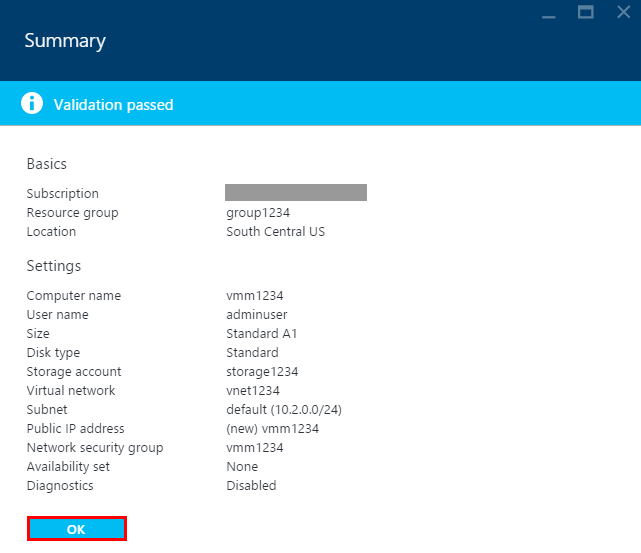 Summary
Validation passed
Basics
Subscription
Resource group group1234
Location South Central US
Settings
Computer name vmm1234
User name adminuser
Size Standard A1
Disk type Standard
Storage account storage1234
Virtual network vnet1234
Subnet default (10.2.0.0/24)
Public IP address (new) vmm1234
Network security group vmm1234
Availability set None
Diagnostics Disabled
OK